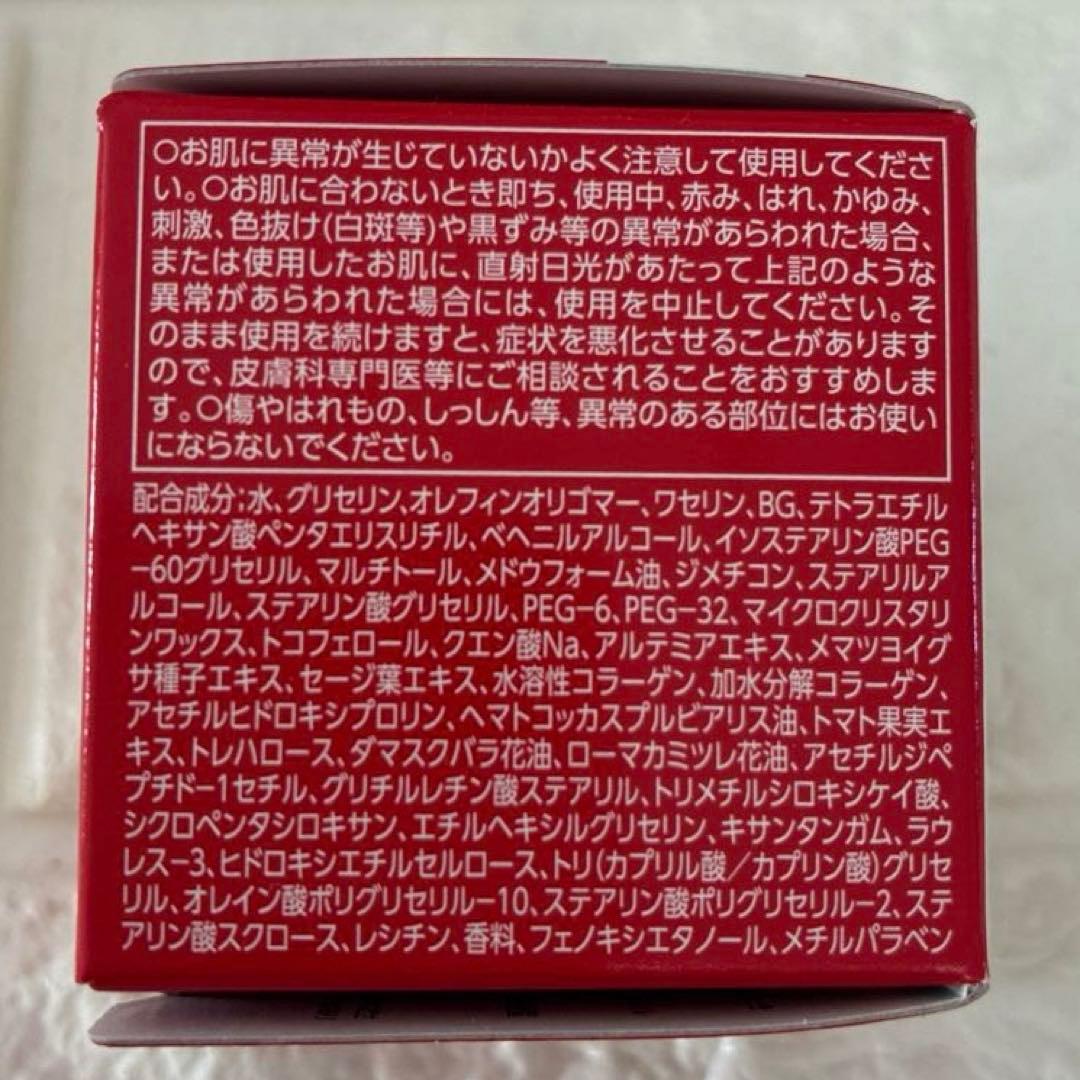 ○お肌に異常が生じていないかよく注意して使用してくださ
い。○お肌に合わないとき即ち、使用中、赤み、はれ、かゆみ、
刺激、色抜け(白斑等)や黒ずみ等の異常があらわれた場合、
または使用したお肌に、直射日光があたって上記のような
異常があらわれた場合には、使用を中止してください。そ
のまま使用を続けますと、症状を悪化させることがあります
ので、皮膚科専門医等にご相談されることをおすすめしま
す。○傷やはれもの、しっしん等、異常のある部位にはお使い
にならないでください。
配合成分;水、グリセリン、オレフィンオリゴマー、ワセリン、BG、テトラエチル
ヘキサン酸ペンタエリスリチル、ベヘニルアルコール、イソステアリン酸PEG
-60グリセリル、マルチトール、メドウフォーム油、ジメチコン、ステアリルア
ルコール、ステアリン酸グリセリル、PEG-6、PEG-32、マイクロクリスタリ
ンワックス、トコフェロール、クエン酸Na、アルテミアエキス、メマツヨイグ
サ種子エキス、セージ葉エキス、水溶性コラーゲン、加水分解コラーゲン、
アセチルヒドロキシプロリン、ヘマトコッカスプルビアリス油、トマト果実エ
キス、トレハロース、ダマスクバラ花油、ローマカミツレ花油、アセチルジペ
プチド-1セチル、グリチルレチン酸ステアリル、トリメチルシロキシケイ酸、
シクロペンタシロキサン、エチルヘキシルグリセリン、キサンタンガム、ラウ
レス-3、ヒドロキシエチルセルロース、トリ(カプリル酸/カプリン酸)グリセ
リル、オレイン酸ポリグリセリル-10、ステアリン酸ポリグリセリル-2、ステ
アリン酸スクロース、レシチン、香料、フェノキシエタノール、メチルパラベン